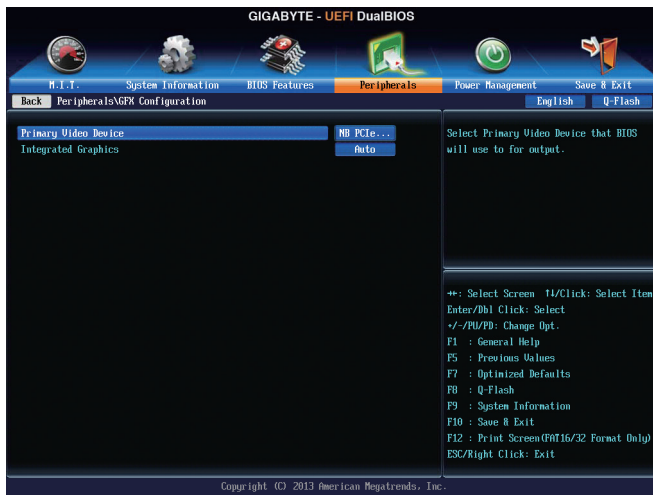 GIGABYTE - UEFI DualBIOS
M.I.T. System Information BIOS Features Peripherals Power Management Save & Exit
Back Peripherals\GFX Configuration English Q-Flash
Primary Video Device NB PCIe...
Integrated Graphics Auto
Select Primary Video Device that BIOS
will use to for output.
→←: Select Screen ↑↓/Click: Select Item
Enter/Dbl Click: Select
+/-/PU/PD: Change Opt.
F1 : General Help
F5 : Previous Values
F7 : Optimized Defaults
F8 : Q-Flash
F9 : System Information
F10 : Save & Exit
F12 : Print Screen(FAT16/32 Format Only)
ESC/Right Click: Exit
Copyright (C) 2013 American Megatrends, Inc.